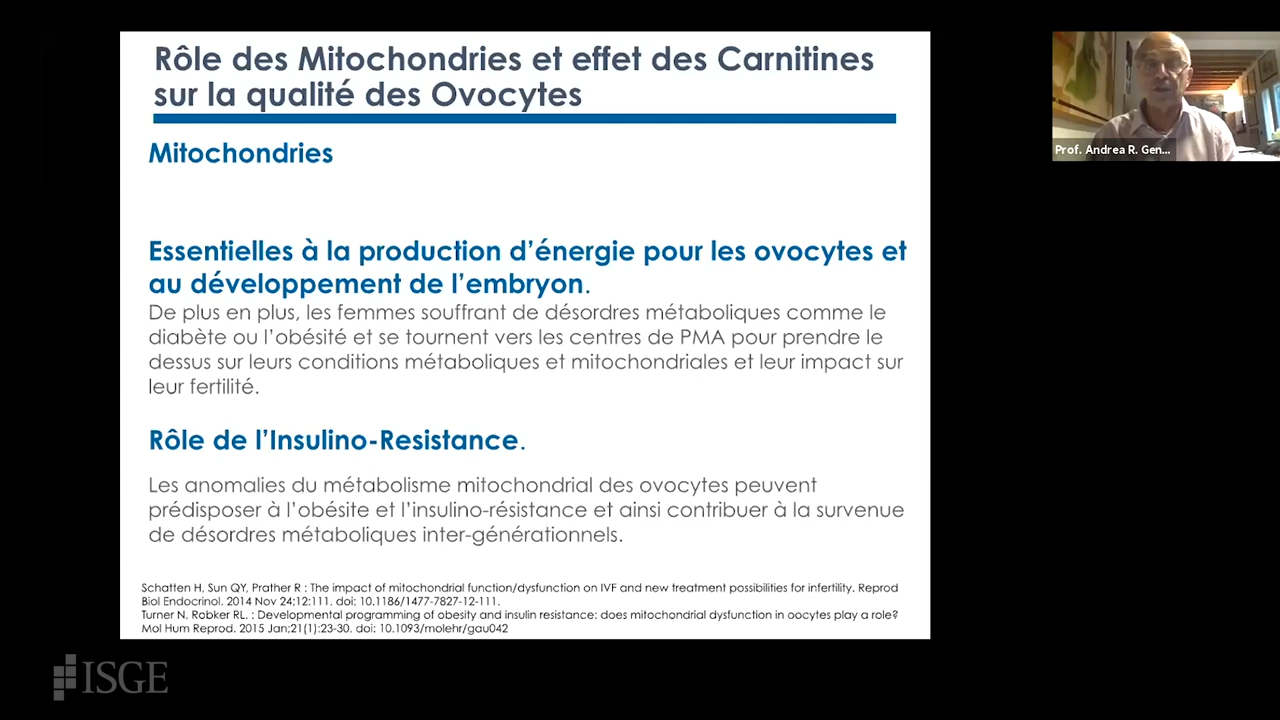 Rôle des Mitochondries et effet des Carnitines
sur la qualité des Ovocytes
Mitochondries
Essentielles à la production d’énergie pour les ovocytes et
au développement de l’embryon.
De plus en plus, les femmes souffrant de désordres métaboliques comme le
diabète ou l’obésité et se tournent vers les centres de PMA pour prendre le
dessus sur leurs conditions métaboliques et mitochondriales et leur impact sur
leur fertilité.
Rôle de l’Insulino-Resistance.
Les anomalies du métabolisme mitochondrial des ovocytes peuvent
prédisposer à l’obésite et l’insulino-résistance et ainsi contribuer à la survenue
de désordres métaboliques inter-générationnels.
Schatten H, Sun QY, Prather R : The impact of mitochondrial function/dysfunction on IVF and new treatment possibilities for infertility. Reprod
Biol Endocrinol. 2014 Nov 24;12:111. doi: 10.1186/1477-7827-12-111.
Turner N, Robker RL. : Developmental programming of obesity and insulin resistance: does mitochondrial dysfunction in oocytes play a role?
Mol Hum Reprod. 2015 Jan;21(1):23-30. doi: 10.1093/molehr/gau042
Prof. Andrea R. Gen...
ISGE